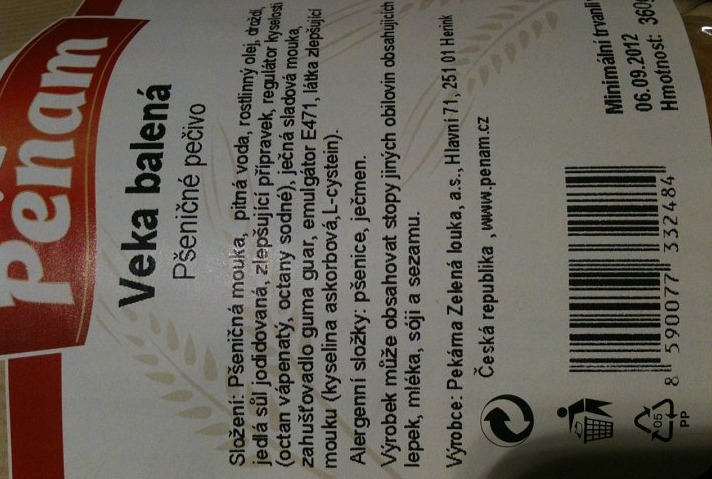 Penam
Veka balená
Pšeničné pečivo
Složení: Pšeničná mouka, pitná voda, rostlinný olej, droždí,
jedlá sůl jodidovaná, zlepšující přípravek, regulátor kyselosti
(octan vápenatý, octany sodné), ječná sladová mouka,
zahušťovadlo guma guar, emulgátor E471, látka zlepšující
mouku (kyselina askorbová,L-cystein).
Alergenní složky: pšenice, ječmen.
Výrobek může obsahovat stopy jiných obilovin obsahujících
lepek, mléka, sóji a sezamu.
Výrobce: Pekárna Zelená louka, a.s., Hlavní 71, 251 01 Herink
Česká republika , www.penam.cz
Minimální trvanli
06.09.2012
Hmotnost: 360g
8 590077 332484
05
PP